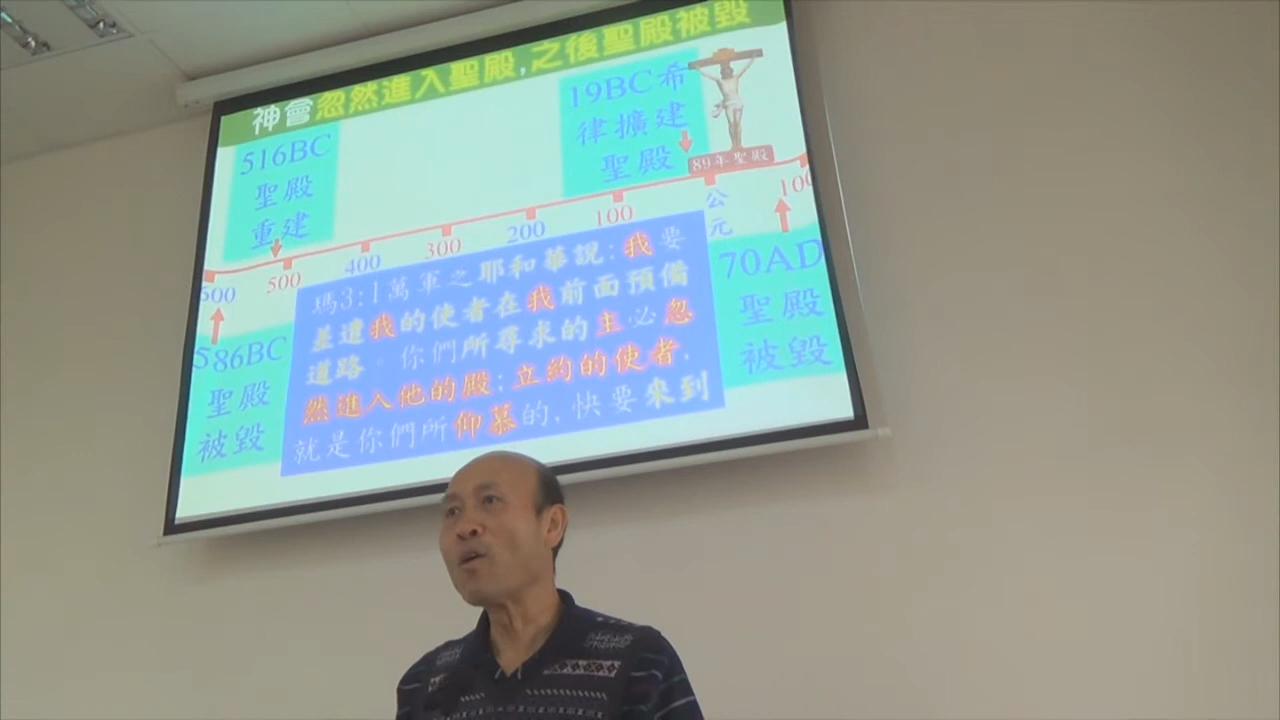 神會忽然進入聖殿,之後聖殿被毀
516BC
聖殿
重建
19BC希
律擴建
聖殿
89年聖殿
600
500
400
300
200
100
公
元
100
586BC
聖殿
被毀
瑪3:1萬軍之耶和華說:我要
差遣我的使者在我前面預備
道路。你們所尋求的主必忽
然進入他的殿;立約的使者,
就是你們所仰慕的,快要來到
70AD
聖殿
被毀